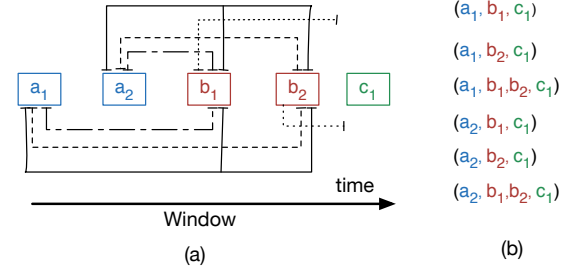 a₁ a₂ b₁ b₂ c₁
time
Window
(a)
(a₁, b₁, c₁)
(a₁, b₂, c₁)
(a₁, b₁,b₂, c₁)
(a₂, b₁, c₁)
(a₂, b₂, c₁)
(a₂, b₁,b₂, c₁)
(b)